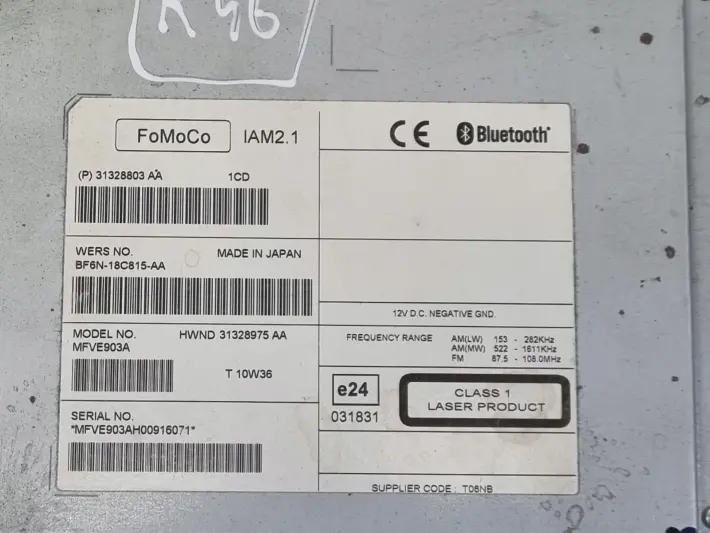 K 46
FoMoCo IAM2.1
CE Bluetooth®
(P) 31328803 AA 1CD
WERS NO. MADE IN JAPAN
BF6N-18C815-AA
12V D.C. NEGATIVE GND.
MODEL NO. HWND 31328975 AA
MFVE903A
T 10W36
FREQUENCY RANGE AM(LW) 153 - 282KHz
AM(MW) 522 - 1611KHz
FM 87.5 - 108.0MHz
e24
031831
CLASS 1
LASER PRODUCT
SERIAL NO.
*MFVE903AH00916071*
SUPPLIER CODE : T08NB